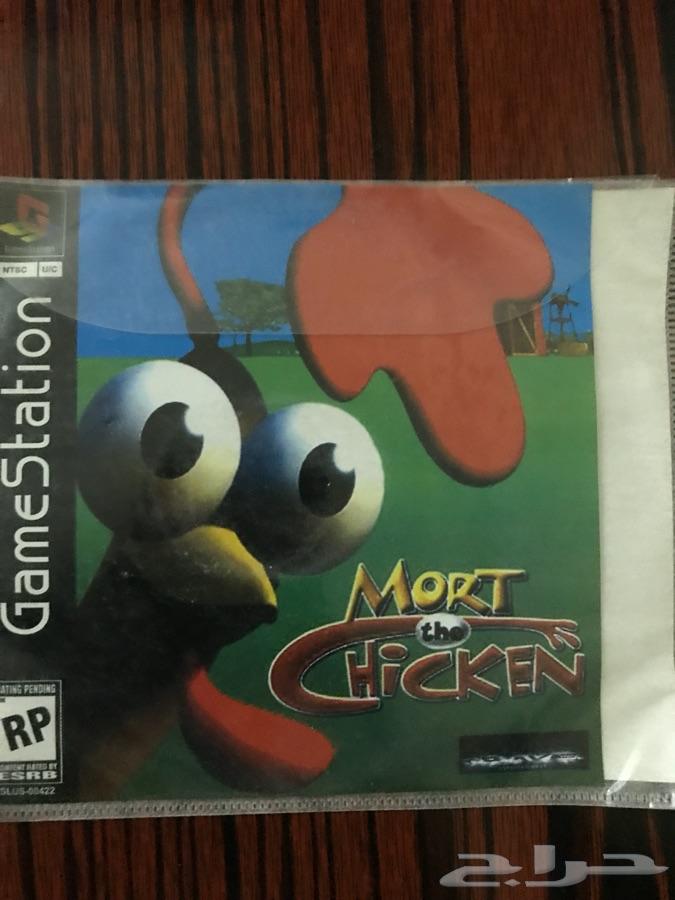 NTSC U/C
GameStation
MORT
the
CHICKEN
RATING PENDING
RP
CONTENT RATED BY
ESRB
SLUS-00422
حراج